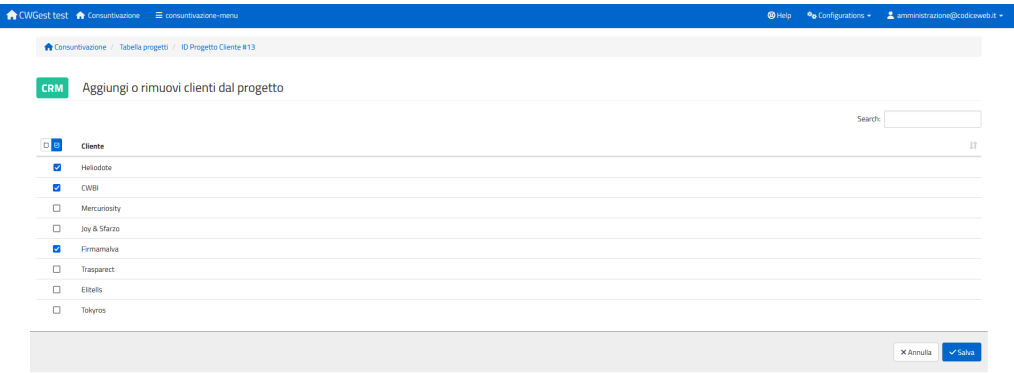 CWGest test Consuntivazione consuntivazione-menu Help Configurations amministrazione@codiceweb.it
Consuntivazione / Tabella progetti / ID Progetto Cliente #13
CRM Aggiungi o rimuovi clienti dal progetto
Search:
Cliente
Heliodote
CWBI
Mercuriosity
Joy & Sfarzo
Firmamalva
Trasparect
Elitells
Tokyros
Annulla Salva